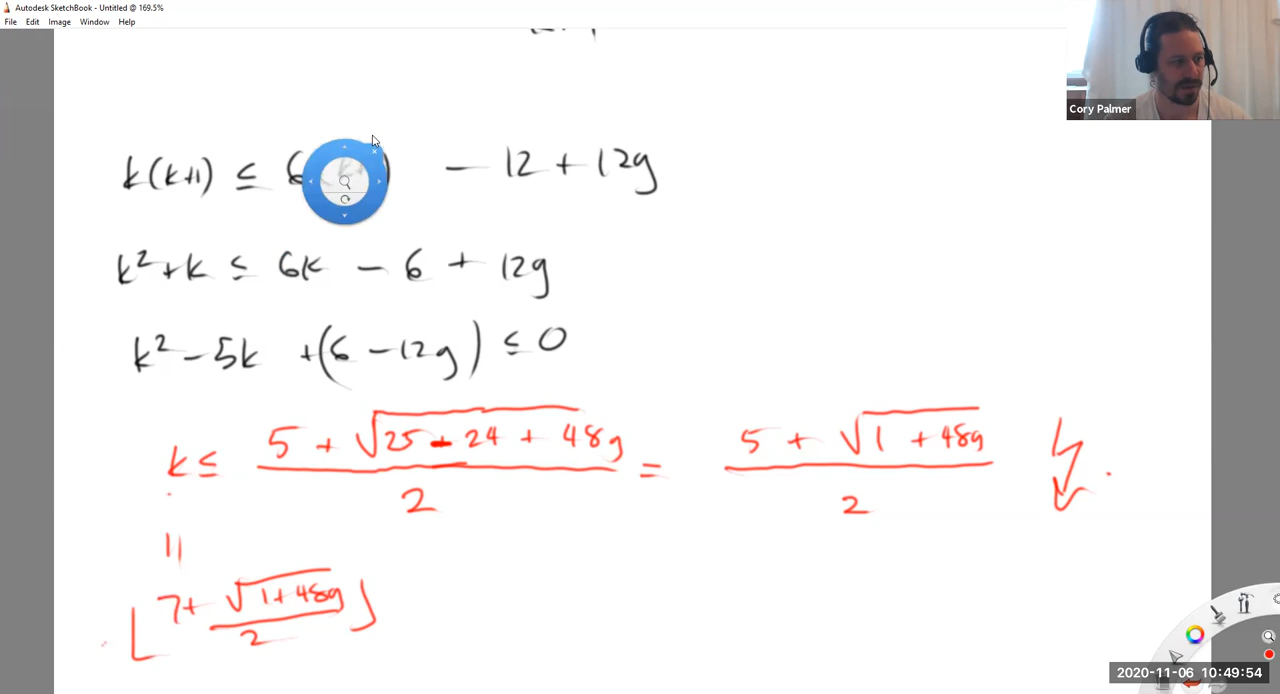 Autodesk SketchBook - Untitled @ 169.5%
File Edit Image Window Help
Cory Palmer
k(k+1) ≤ 6 ) - 12 + 12g
k² + k ≤ 6k - 6 + 12g
k² - 5k + (6 - 12g) ≤ 0
k ≤ (5 + √(25 - 24 + 48g))/2 = (5 + √(1 + 48g))/2 ↯ .
||
⌊7 + √(1 + 48g)/2⌋
2020-11-06 10:49:54